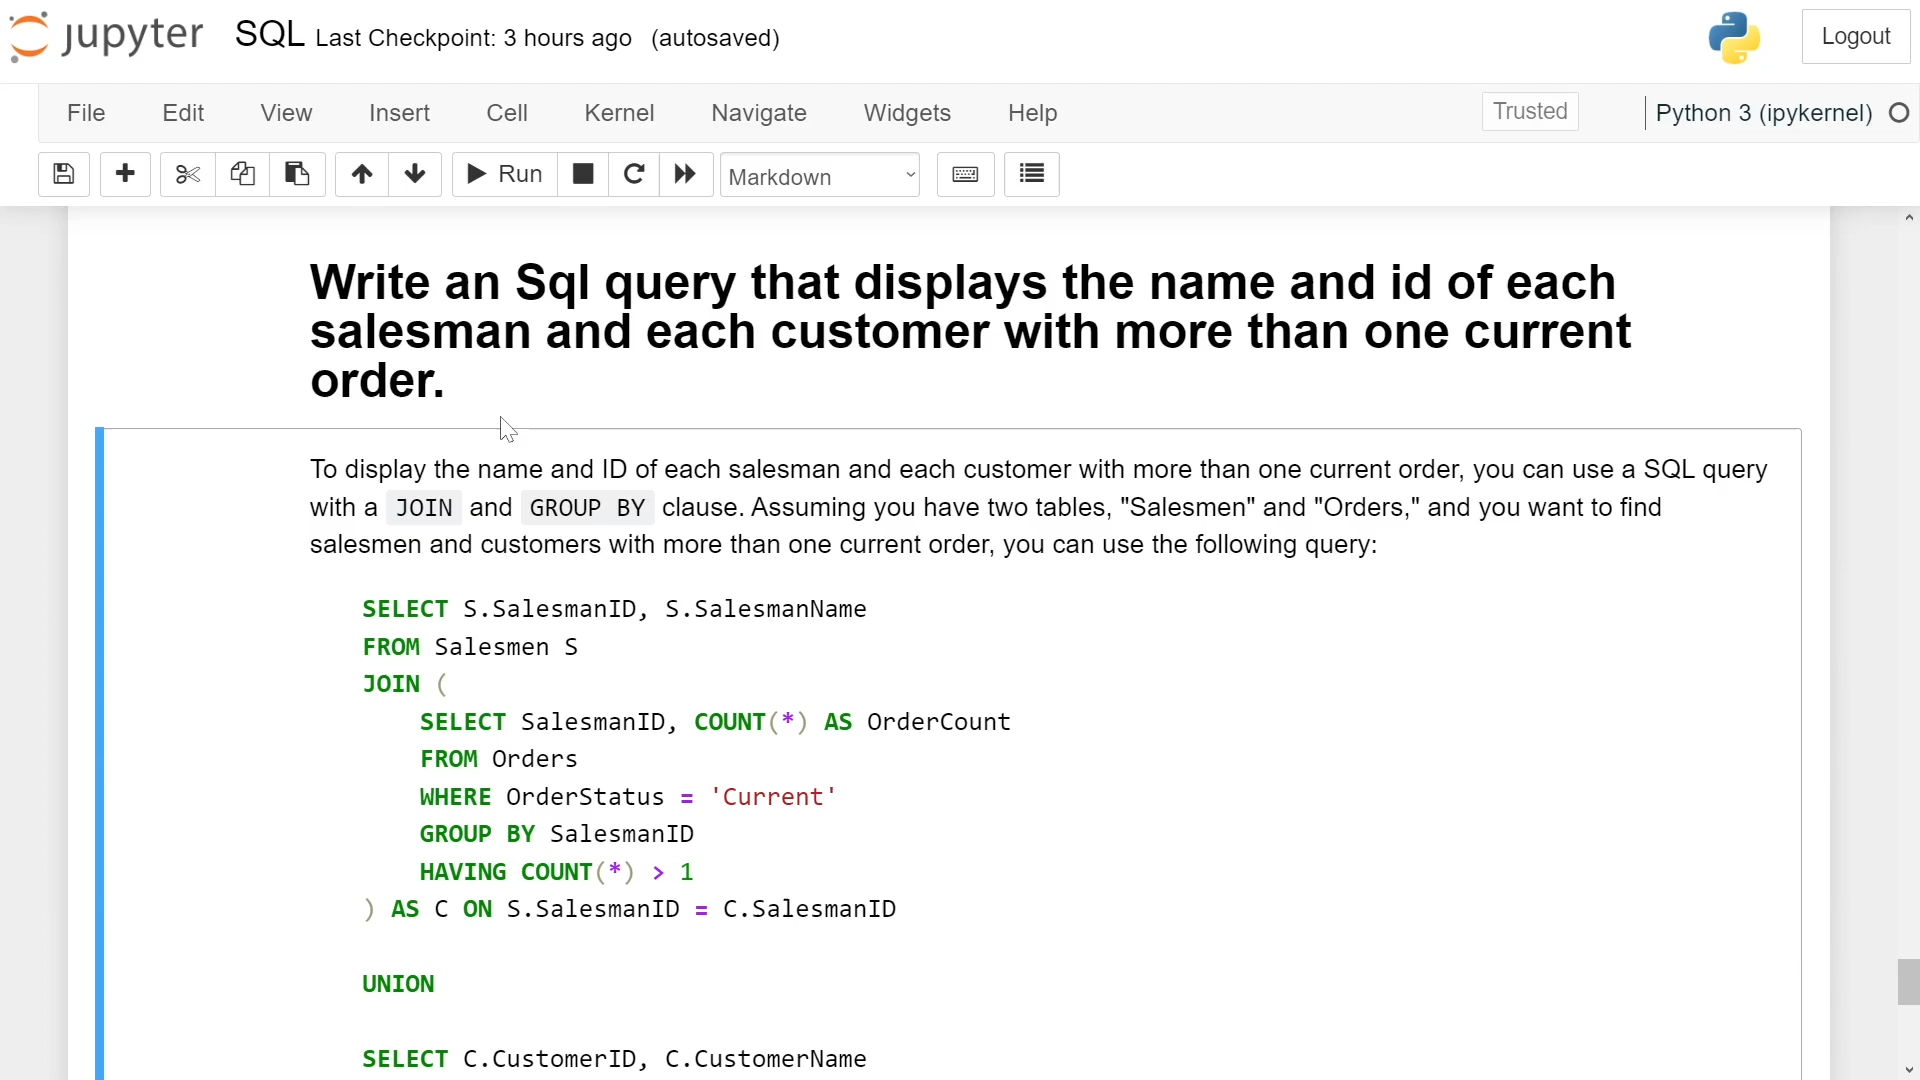 jupyter SQL Last Checkpoint: 3 hours ago (autosaved) Logout
File Edit View Insert Cell Kernel Navigate Widgets Help Trusted Python 3 (ipykernel)
Run Markdown
Write an Sql query that displays the name and id of each
salesman and each customer with more than one current
order.
To display the name and ID of each salesman and each customer with more than one current order, you can use a SQL query
with a JOIN and GROUP BY clause. Assuming you have two tables, "Salesmen" and "Orders," and you want to find
salesmen and customers with more than one current order, you can use the following query:
SELECT S.SalesmanID, S.SalesmanName
FROM Salesmen S
JOIN (
SELECT SalesmanID, COUNT(*) AS OrderCount
FROM Orders
WHERE OrderStatus = 'Current'
GROUP BY SalesmanID
HAVING COUNT(*) > 1
) AS C ON S.SalesmanID = C.SalesmanID
UNION
SELECT C.CustomerID, C.CustomerName